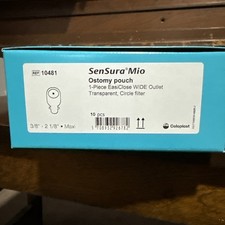 REF 10481
SenSura® Mio
Ostomy pouch
1-Piece EasiClose WIDE Outlet
Transparent, Circle filter
10 pcs
3/8" - 2 1/8" • Maxi
Coloplast